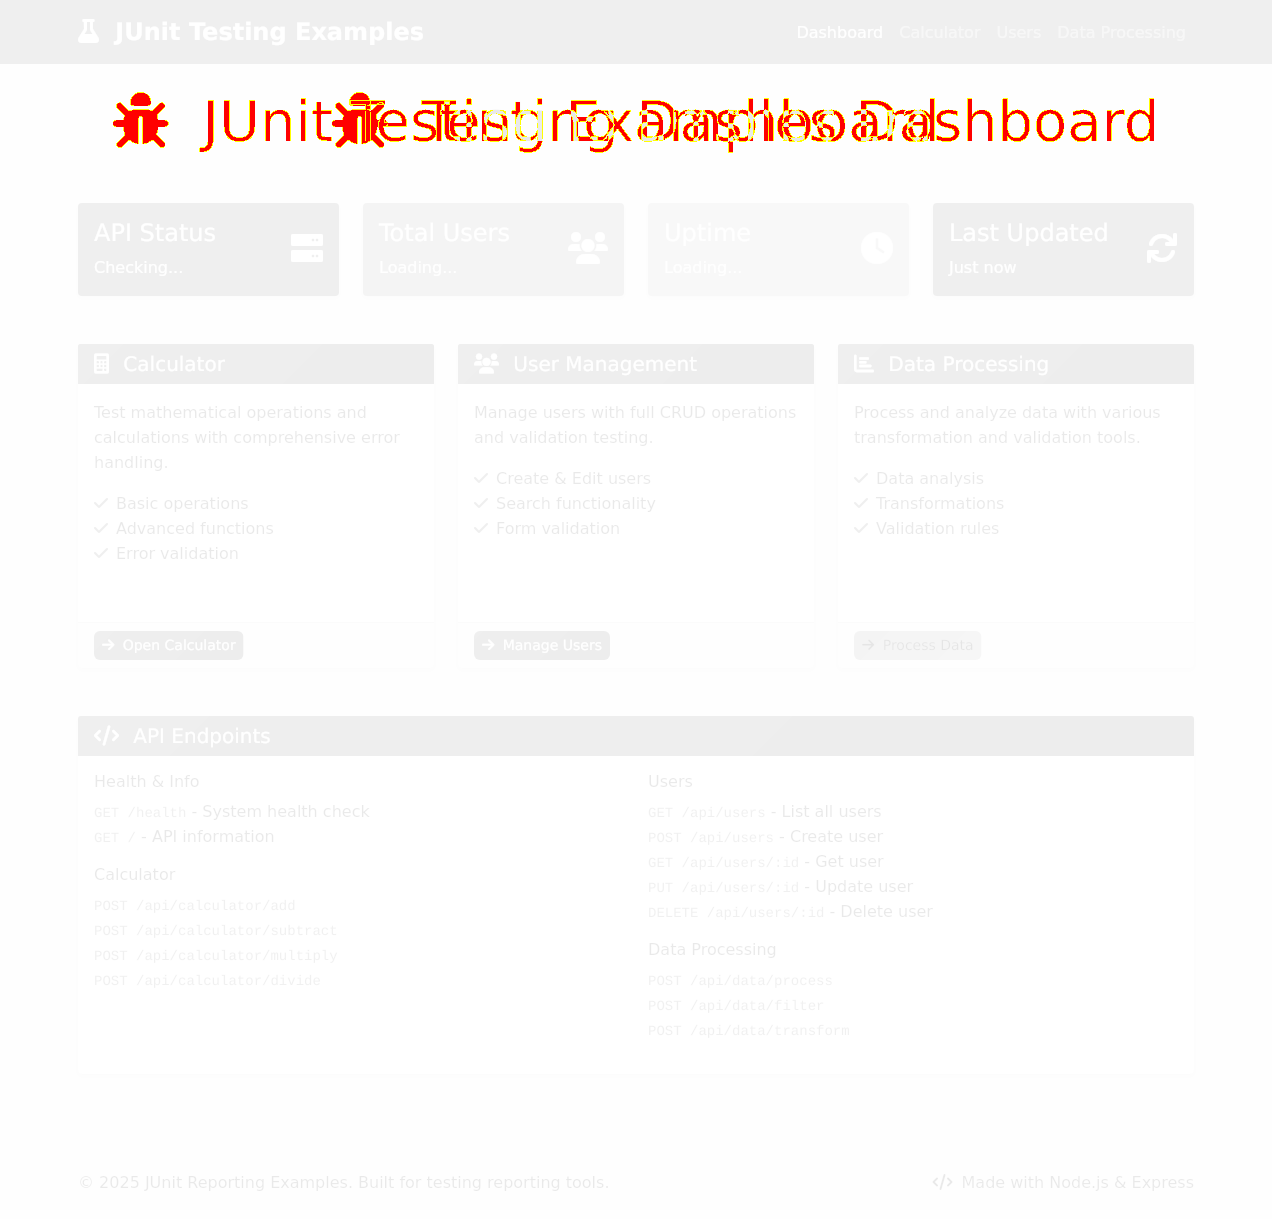 JUnit Testing Examples
Dashboard
Calculator
Users
Data Processing
JUnit Testing Examples Dashboard
Testing Dashboard
API Status
Checking...
Total Users
Loading...
Uptime
Loading...
Last Updated
Just now
Calculator
Test mathematical operations and
calculations with comprehensive error
handling.
Basic operations
Advanced functions
Error validation
Open Calculator
User Management
Manage users with full CRUD operations
and validation testing.
Create & Edit users
Search functionality
Form validation
Manage Users
Data Processing
Process and analyze data with various
transformation and validation tools.
Data analysis
Transformations
Validation rules
Process Data
API Endpoints
Health & Info
GET /health - System health check
GET / - API information
Calculator
POST /api/calculator/add
POST /api/calculator/subtract
POST /api/calculator/multiply
POST /api/calculator/divide
Users
GET /api/users - List all users
POST /api/users - Create user
GET /api/users/:id - Get user
PUT /api/users/:id - Update user
DELETE /api/users/:id - Delete user
Data Processing
POST /api/data/process
POST /api/data/filter
POST /api/data/transform
© 2025 JUnit Reporting Examples. Built for testing reporting tools.
Made with Node.js & Express